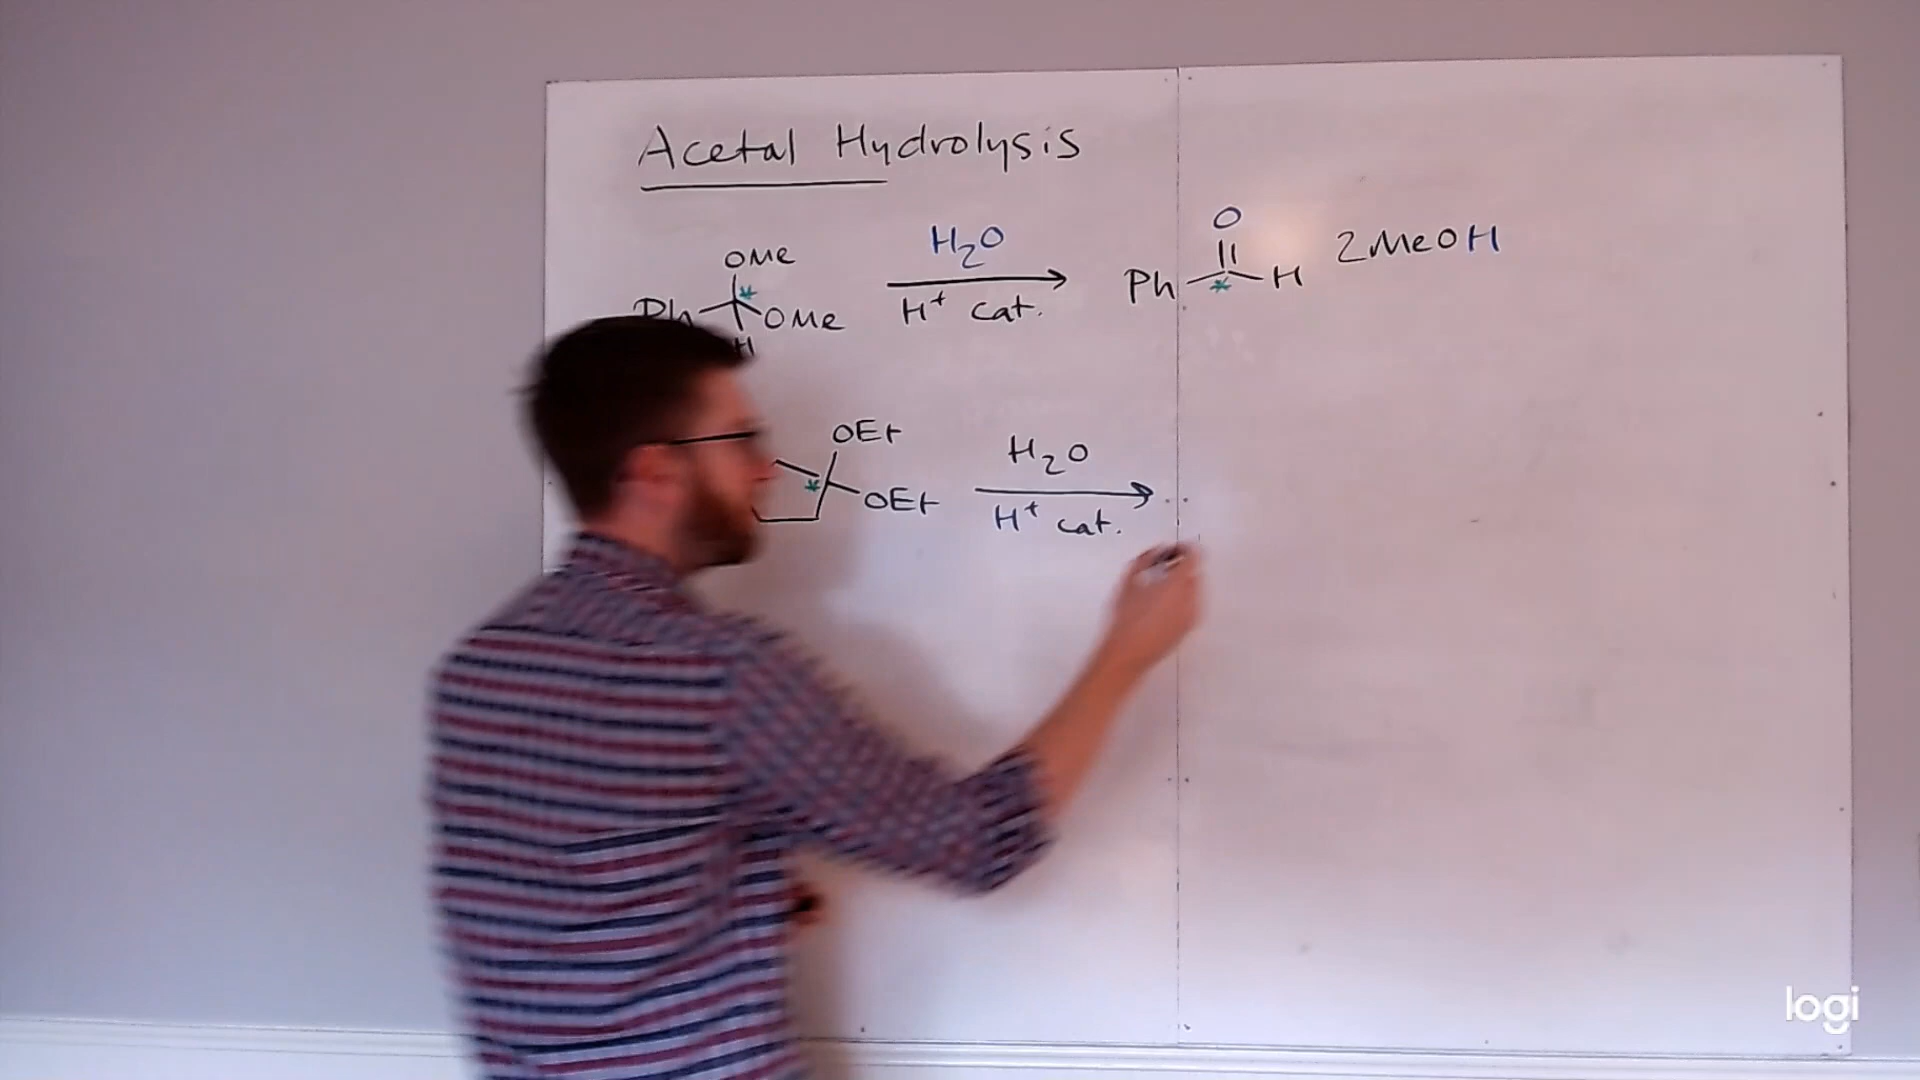 Acetal Hydrolysis
OMe
Ph OMe
H
H2O
H+ cat.
O
Ph H
2MeOH
OEt
OEt
H2O
H+ cat.
logi